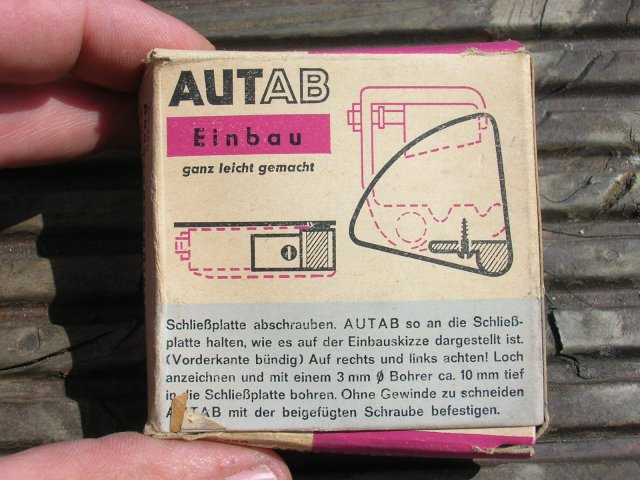 AUTAB
Einbau
ganz leicht gemacht
Schließplatte abschrauben. AUTAB so an die Schließ-
platte halten, wie es auf der Einbauskizze dargestellt ist.
(Vorderkante bündig) Auf rechts und links achten! Loch
anzeichnen und mit einem 3 mm Ø Bohrer ca. 10 mm tief
in die Schließplatte bohren. Ohne Gewinde zu schneiden
AUTAB mit der beigefügten Schraube befestigen.